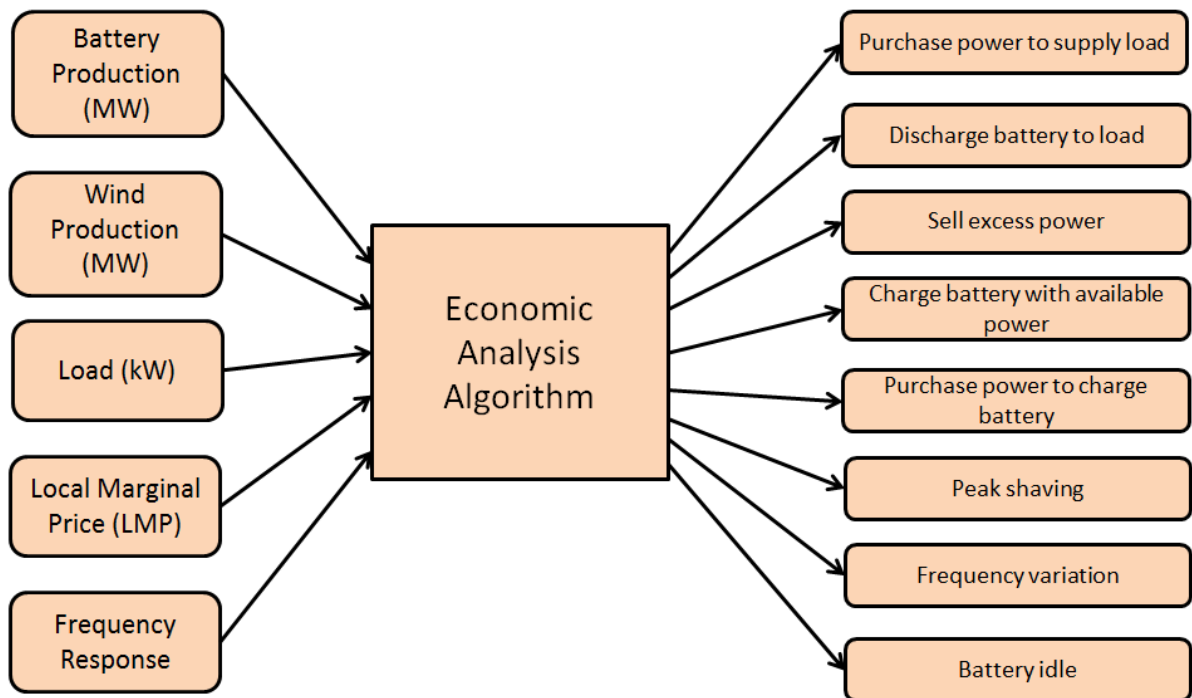 Battery
Production
(MW)
Wind
Production
(MW)
Load (kW)
Local Marginal
Price (LMP)
Frequency
Response
Economic
Analysis
Algorithm
Purchase power to supply load
Discharge battery to load
Sell excess power
Charge battery with available
power
Purchase power to charge
battery
Peak shaving
Frequency variation
Battery idle